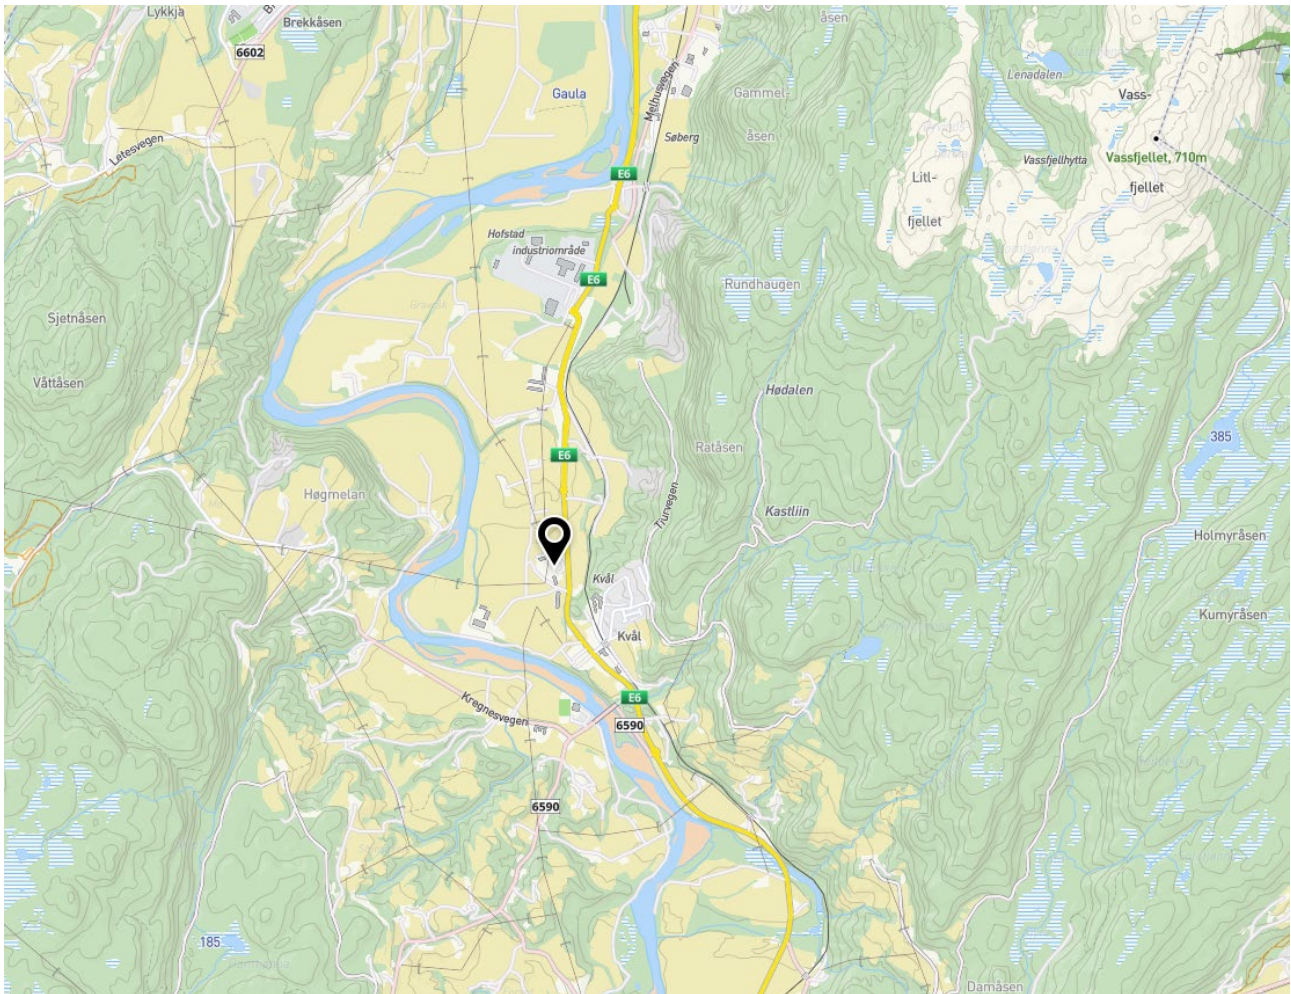 Lykkja
Brekkåsen
åsen
6602
Gaula
Melhusvegen
Lenadalen
Vass-
Gammel-
åsen
Letesvegen
Søberg
Vassfjellhytta
Vassfjellet, 710m
E6
Litl-
fjellet
fjellet
Hofstad
industriområde
E6
Rundhaugen
Sjetnåsen
Våttåsen
Hødalen
Ratåsen
385
E6
Høgmelan
Tjurvegen
Kastliin
Holmyråsen
Kvål
Kumyråsen
Kvål
Kregnesvegen
E6
6590
6590
185
Damåsen